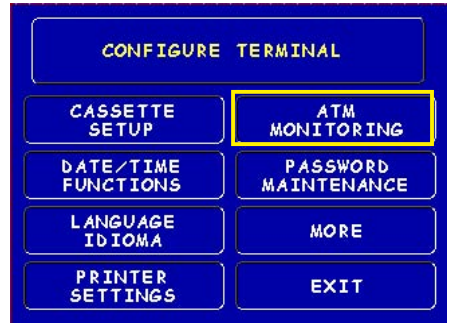 CONFIGURE TERMINAL
CASSETTE
SETUP
ATM
MONITORING
DATE/TIME
FUNCTIONS
PASSWORD
MAINTENANCE
LANGUAGE
IDIOMA
MORE
PRINTER
SETTINGS
EXIT